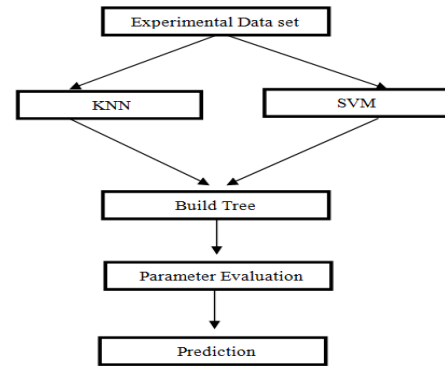 Experimental Data set
KNN
SVM
Build Tree
Parameter Evaluation
Prediction